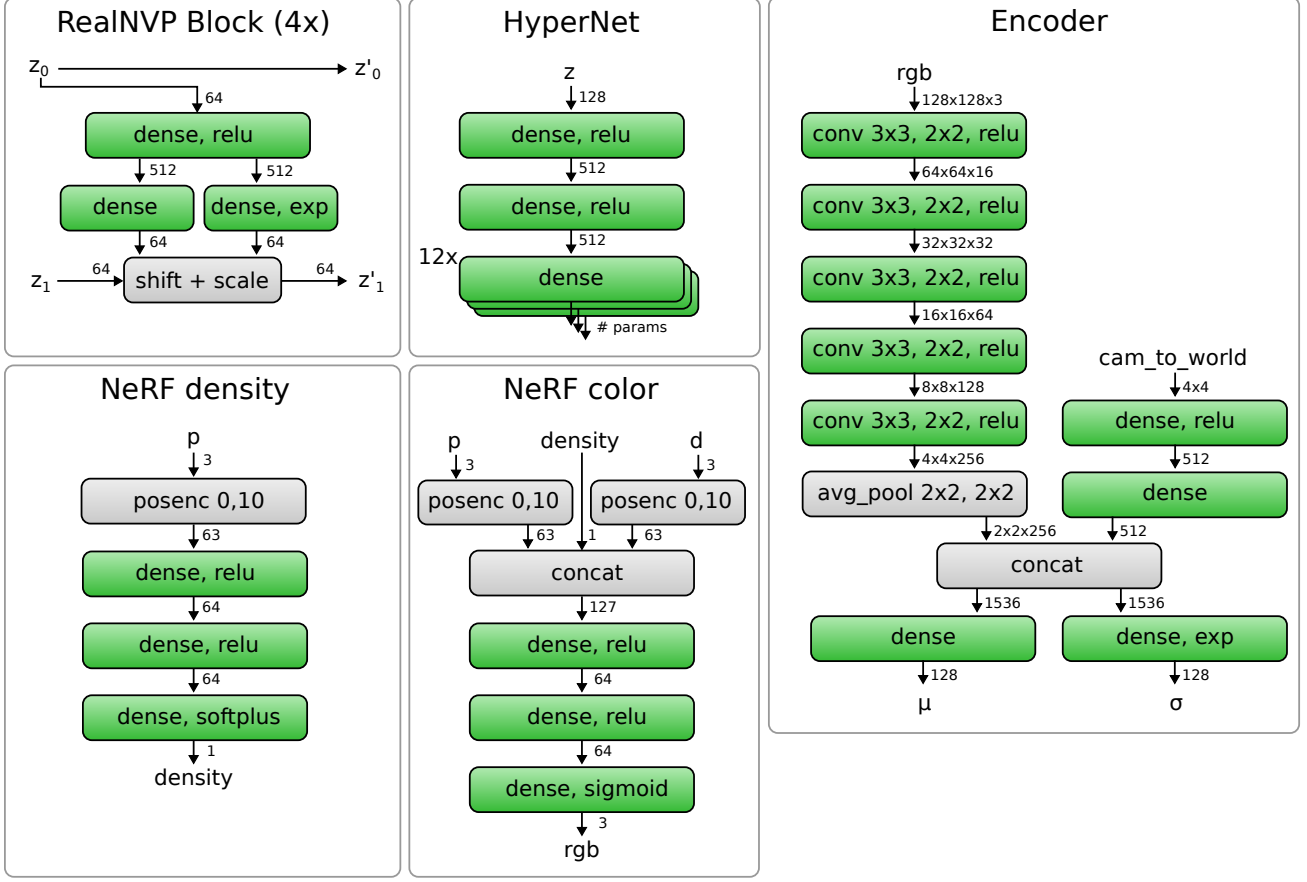 RealNVP Block (4x)
z0
z'0
64
dense, relu
512
512
dense
dense, exp
64
64
z1
64
shift + scale
64
z'1
HyperNet
z
128
dense, relu
512
dense, relu
512
12x
dense
# params
Encoder
rgb
128x128x3
conv 3x3, 2x2, relu
64x64x16
conv 3x3, 2x2, relu
32x32x32
conv 3x3, 2x2, relu
16x16x64
conv 3x3, 2x2, relu
8x8x128
conv 3x3, 2x2, relu
4x4x256
avg_pool 2x2, 2x2
2x2x256
cam_to_world
4x4
dense, relu
512
dense
512
concat
1536
1536
dense
dense, exp
128
128
μ
σ
NeRF density
p
3
posenc 0,10
63
dense, relu
64
dense, relu
64
dense, softplus
1
density
NeRF color
p
density
d
3
3
posenc 0,10
posenc 0,10
63
1
63
concat
127
dense, relu
64
dense, relu
64
dense, sigmoid
3
rgb